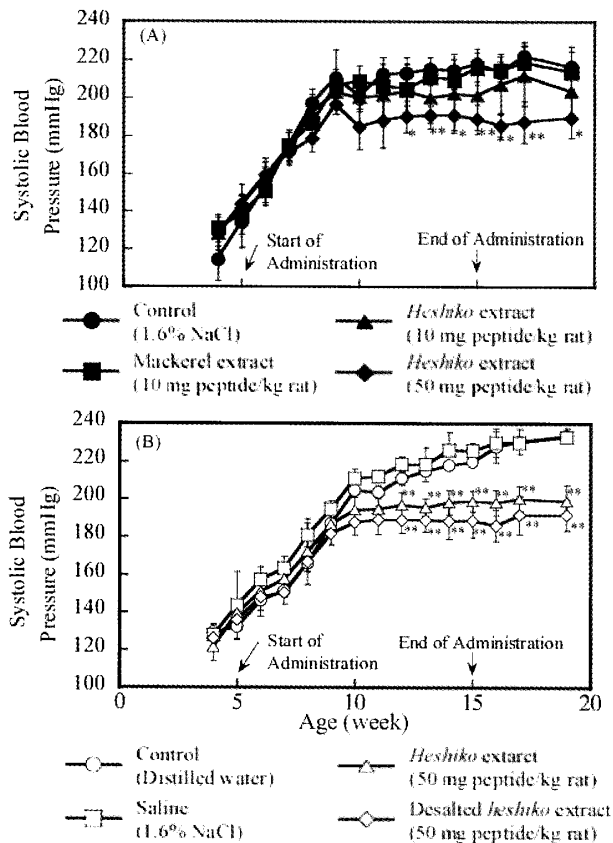 (A)
240
220
200
180
160
140
120
100
Systolic Blood
Pressure (mmHg)
* ** * ** ** ** *
Start of
Administration
End of Administration
Control
(1.6% NaCl)
Heshiko extract
(10 mg peptide/kg rat)
Mackerel extract
(10 mg peptide/kg rat)
Heshiko extract
(50 mg peptide/kg rat)
(B)
240
220
200
180
160
140
120
100
Systolic Blood
Pressure (mmHg)
** ** ** ** ** ** **
** ** ** ** ** ** **
Start of
Administration
End of Administration
0 5 10 15 20
Age (week)
Control
(Distilled water)
Heshiko extarct
(50 mg peptide/kg rat)
Saline
(1.6% NaCl)
Desalted heshiko extract
(50 mg peptide/kg rat)